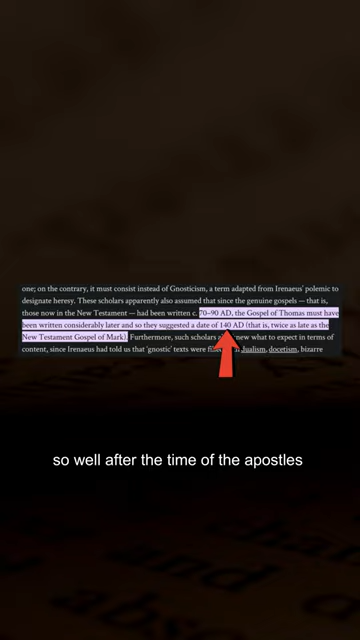 one; on the contrary, it must consist instead of Gnosticism, a term adapted from Irenaeus' polemic to
designate heresy. These scholars apparently also assumed that since the genuine gospels — that is,
those now in the New Testament — had been written c. 70–90 AD, the Gospel of Thomas must have
been written considerably later and so they suggested a date of 140 AD (that is, twice as late as the
New Testament Gospel of Mark). Furthermore, such scholars knew what to expect in terms of
content, since Irenaeus had told us that 'gnostic' texts were docetism, bizarre
so well after the time of the apostles